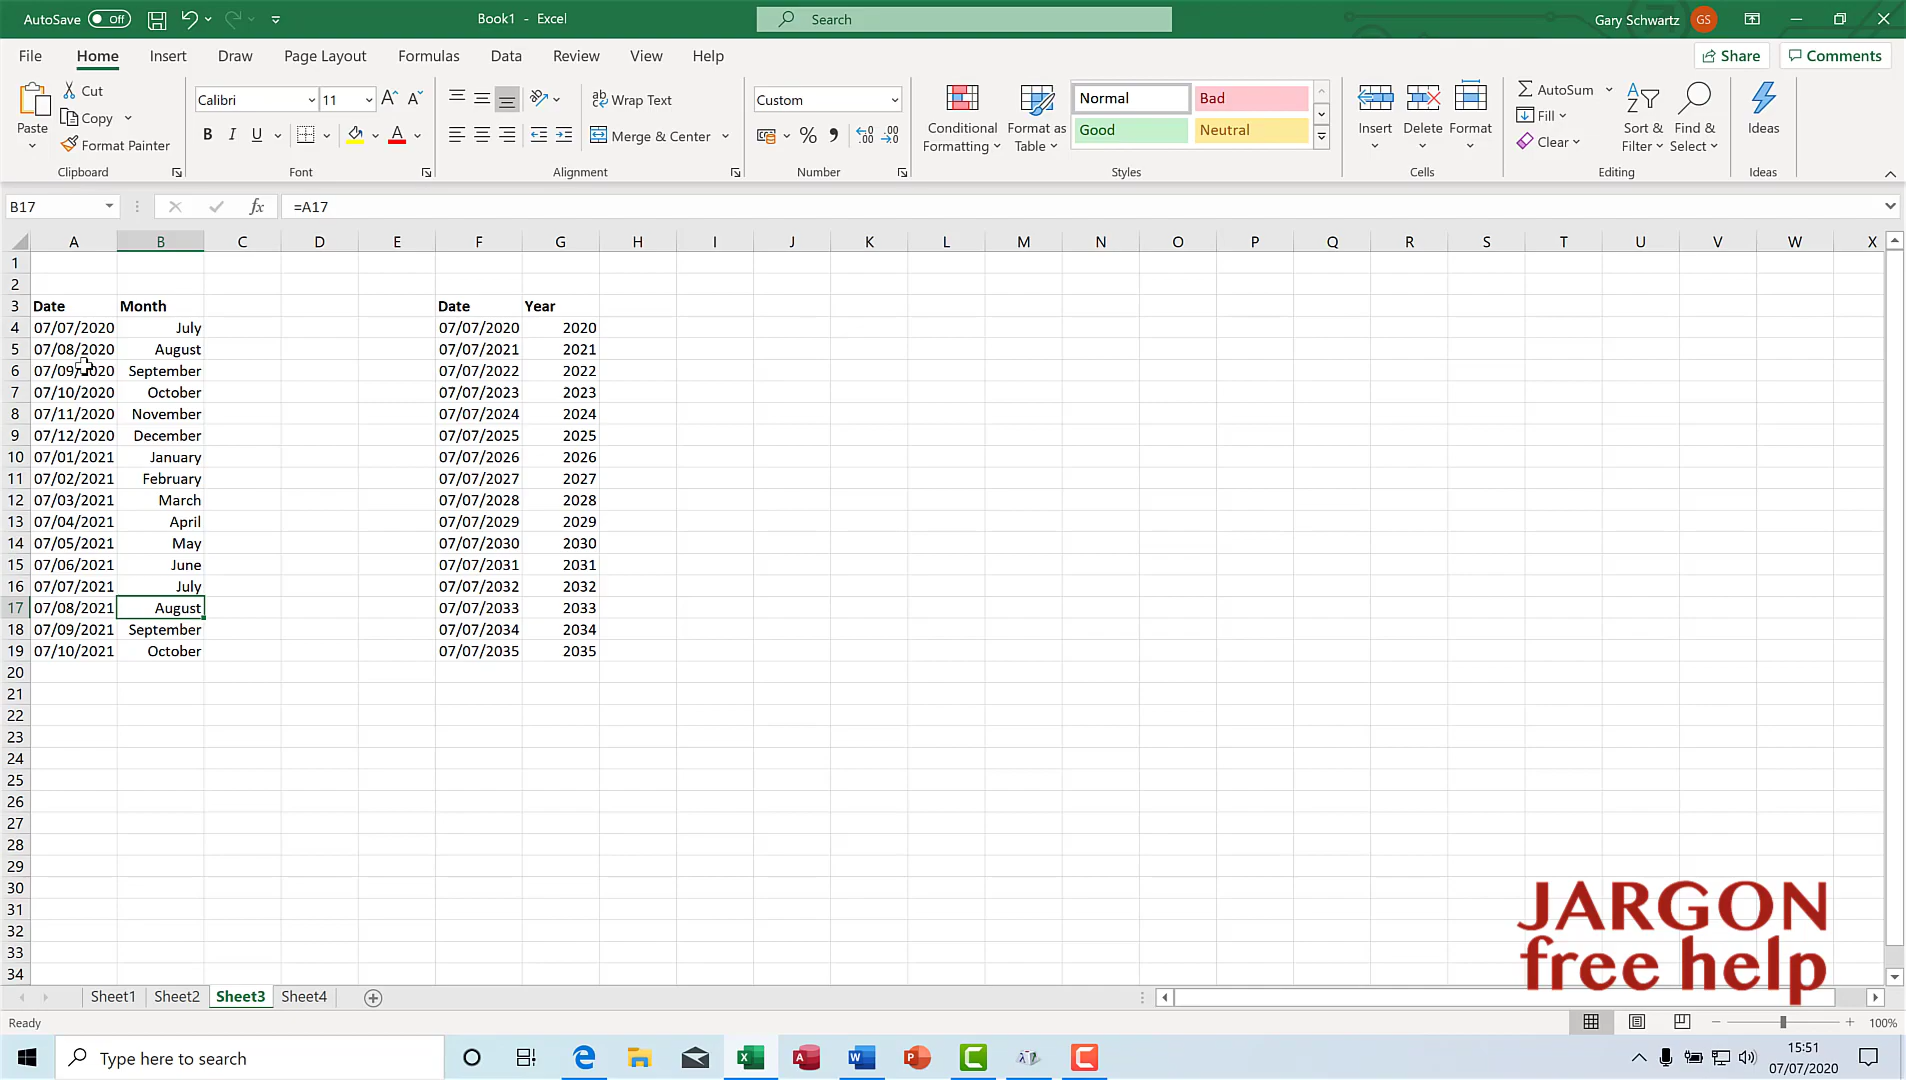 AutoSave Off Book1 - Excel Search Gary Schwartz GS
File Home Insert Draw Page Layout Formulas Data Review View Help Share Comments
Paste Cut Copy Format Painter
Clipboard
Calibri 11
B I U A
Font
Wrap Text
Merge & Center
Alignment
Custom
%
Number
Conditional Formatting
Format as Table
Normal Bad
Good Neutral
Styles
Insert Delete Format
Cells
AutoSum
Fill
Clear
Sort & Filter
Find & Select
Editing
Ideas
Ideas
B17 fx =A17
A B C D E F G H I J K L M N O P Q R S T U V W X
1
2
3 Date Month Date Year
4 07/07/2020 July 07/07/2020 2020
5 07/08/2020 August 07/07/2021 2021
6 07/09/2020 September 07/07/2022 2022
7 07/10/2020 October 07/07/2023 2023
8 07/11/2020 November 07/07/2024 2024
9 07/12/2020 December 07/07/2025 2025
10 07/01/2021 January 07/07/2026 2026
11 07/02/2021 February 07/07/2027 2027
12 07/03/2021 March 07/07/2028 2028
13 07/04/2021 April 07/07/2029 2029
14 07/05/2021 May 07/07/2030 2030
15 07/06/2021 June 07/07/2031 2031
16 07/07/2021 July 07/07/2032 2032
17 07/08/2021 August 07/07/2033 2033
18 07/09/2021 September 07/07/2034 2034
19 07/10/2021 October 07/07/2035 2035
20
21
22
23
24
25
26
27
28
29
30
31
32
33
34
JARGON
free help
Sheet1 Sheet2 Sheet3 Sheet4
Ready 100%
Type here to search
15:51
07/07/2020